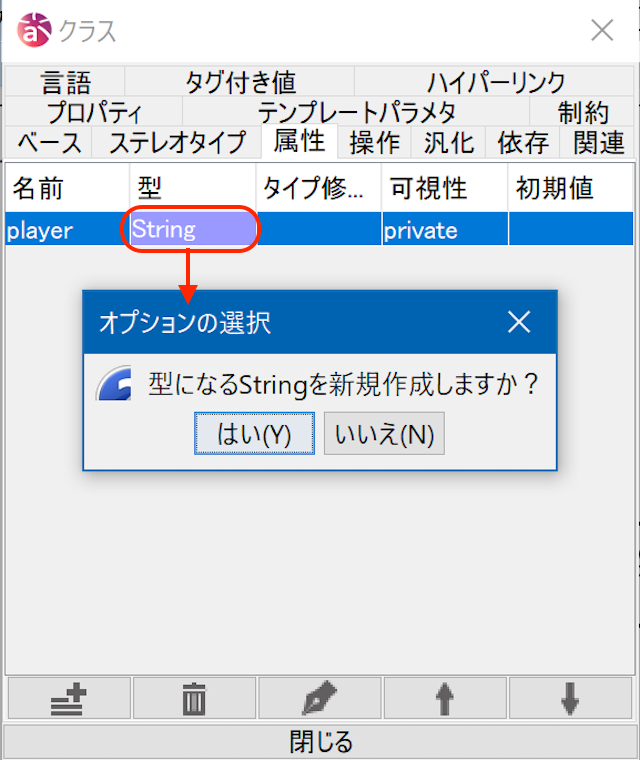 クラス
言語 タグ付き値 ハイパーリンク
プロパティ テンプレートパラメタ 制約
ベース ステレオタイプ 属性 操作 汎化 依存 関連
名前 型 タイプ修... 可視性 初期値
player String private
オプションの選択
型になるStringを新規作成しますか？
はい(Y) いいえ(N)
閉じる